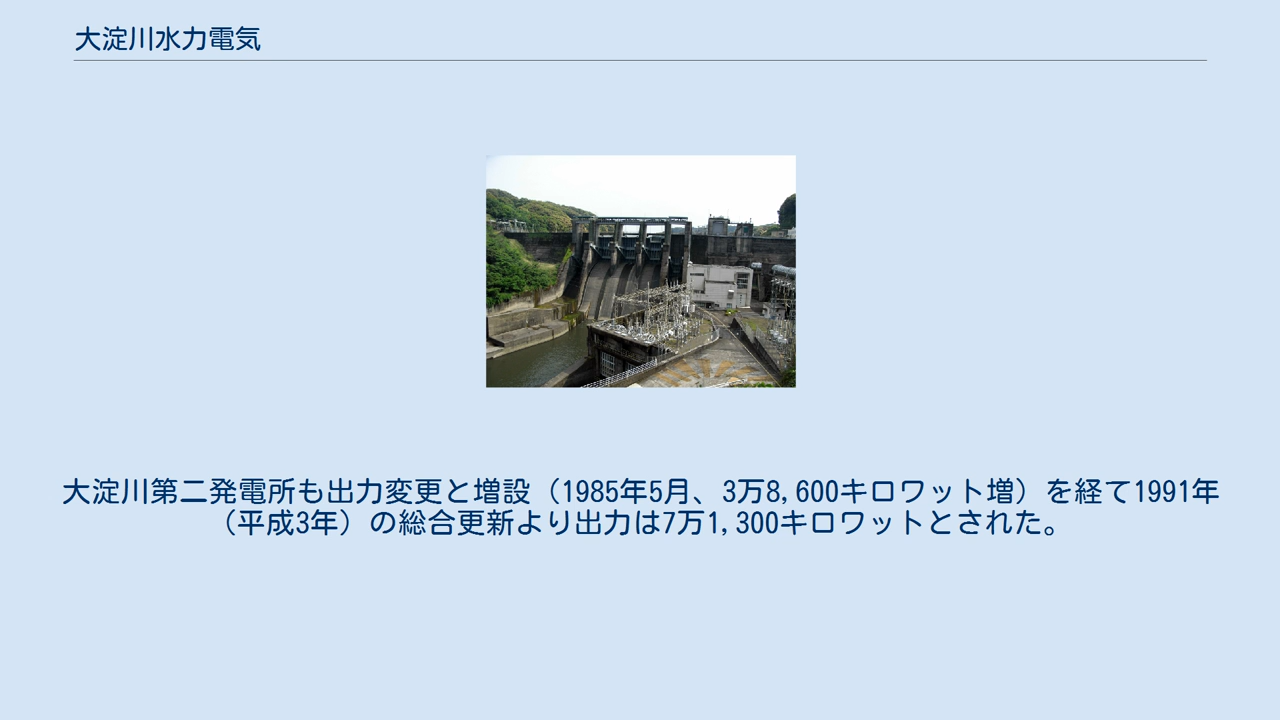 大淀川水力電気
大淀川第二発電所も出力変更と増設（1985年5月、3万8,600キロワット増）を経て1991年
（平成3年）の総合更新より出力は7万1,300キロワットとされた。